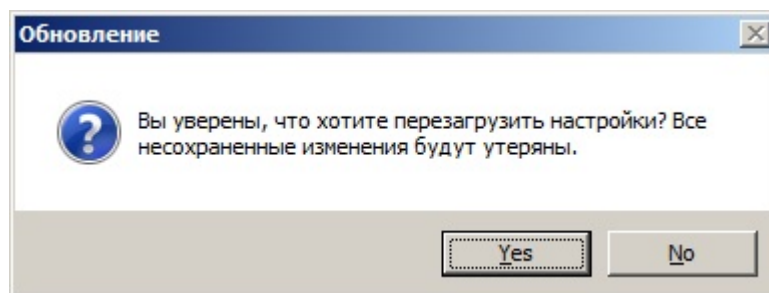 Обновление
Вы уверены, что хотите перезагрузить настройки? Все
несохраненные изменения будут утеряны.
Yes
No